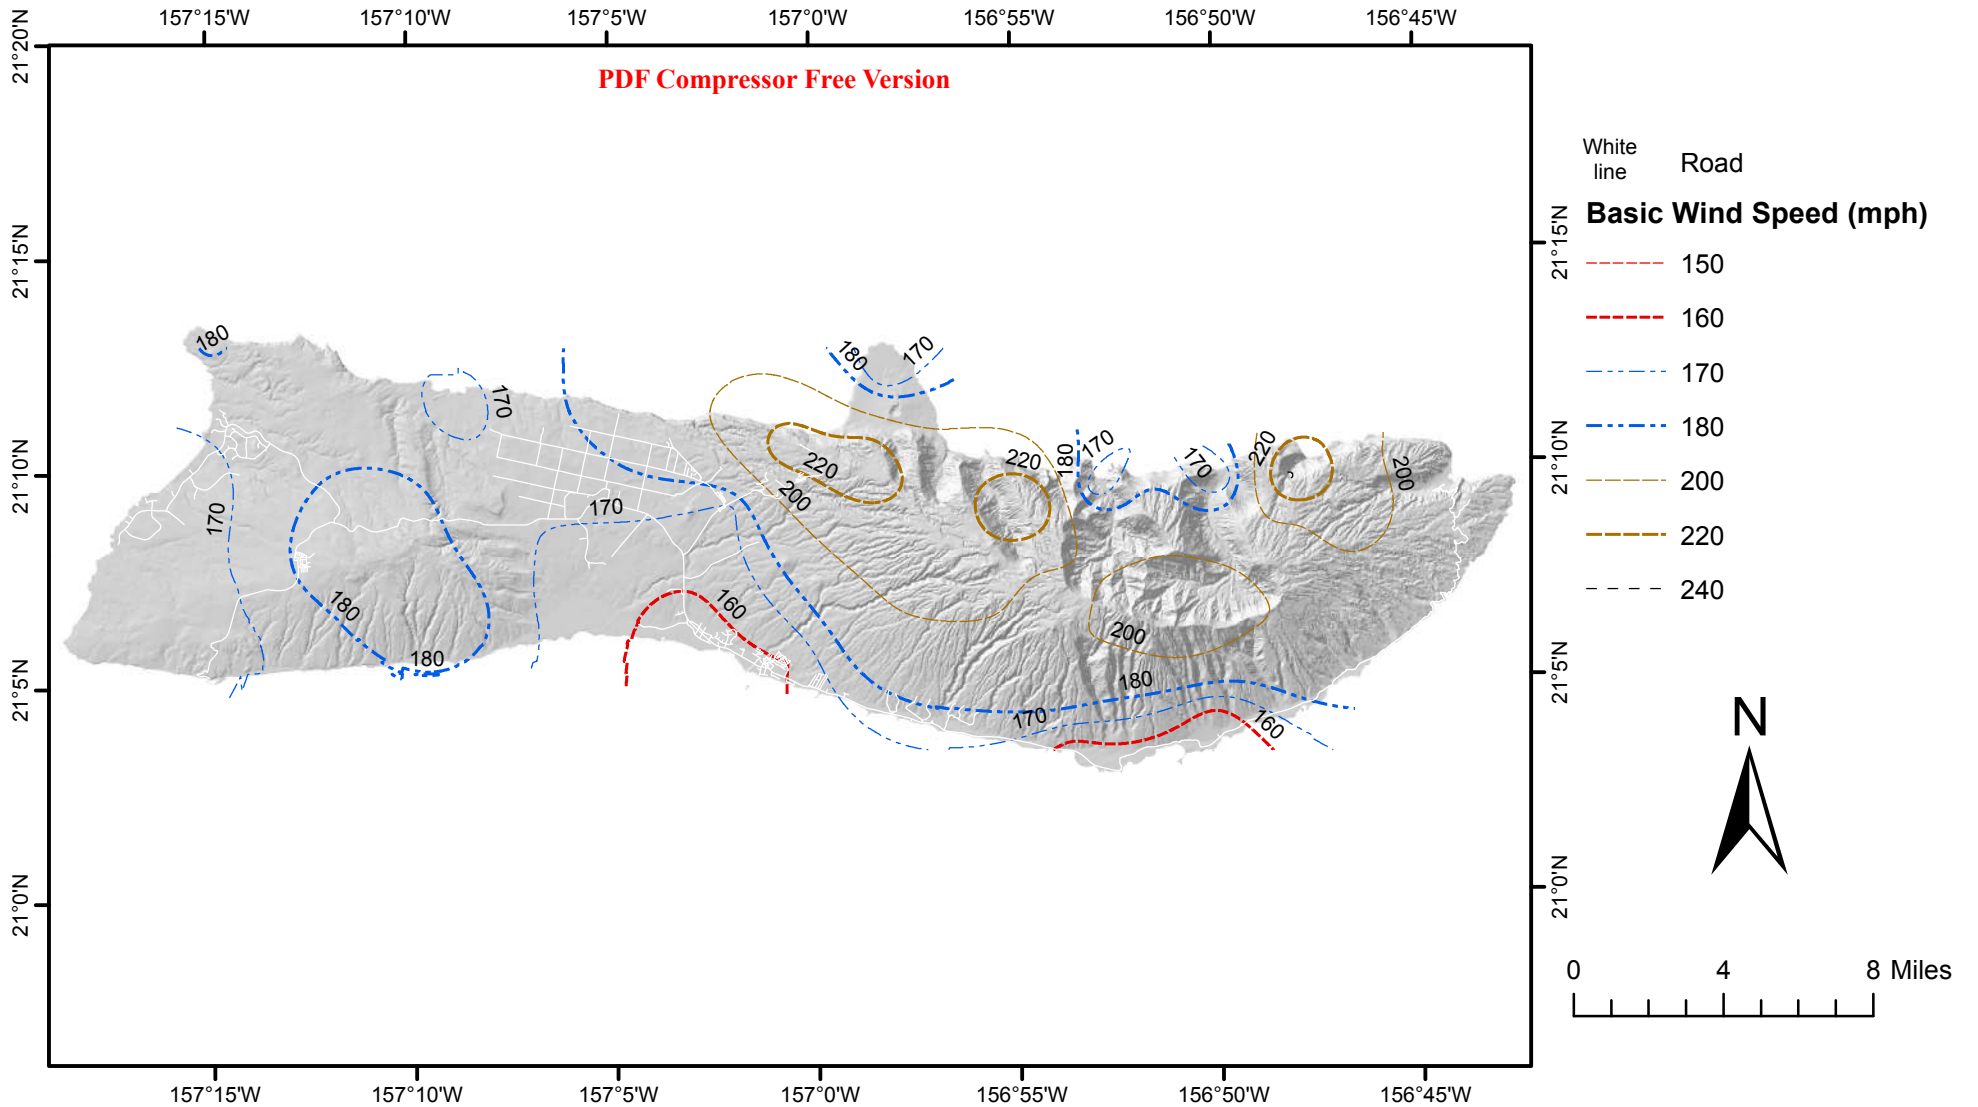 157°15'W 157°10'W 157°5'W 157°0'W 156°55'W 156°50'W 156°45'W
21°20'N
PDF Compressor Free Version
21°15'N
21°15'N
21°10'N
21°10'N
21°5'N
21°5'N
21°0'N
21°0'N
180
170
180
170
170
220
220
180
170
170
220
200
200
170
170
180
160
200
180
180
170
160
157°15'W 157°10'W 157°5'W 157°0'W 156°55'W 156°50'W 156°45'W
White
line
Road
Basic Wind Speed (mph)
150
160
170
180
200
220
240
N
0 4 8 Miles